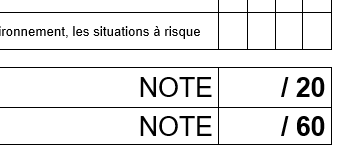 ironnement, les situations à risque
NOTE / 20
NOTE / 60